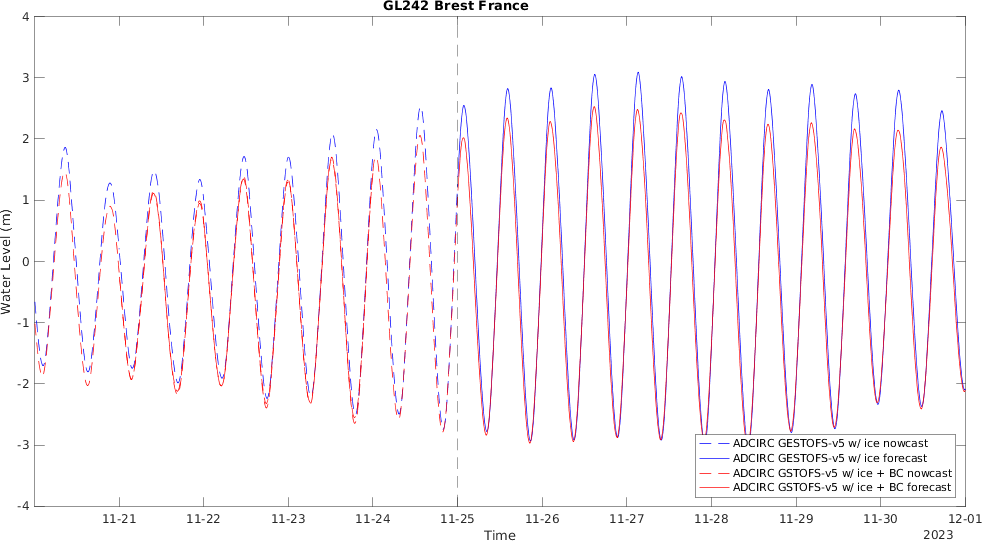 GL242 Brest France
4
3
2
1
0
-1
-2
-3
-4
Water Level (m)
ADCIRC GESTOFS-v5 w/ ice nowcast
ADCIRC GESTOFS-v5 w/ ice forecast
ADCIRC GSTOFS-v5 w/ ice + BC nowcast
ADCIRC GSTOFS-v5 w/ ice + BC forecast
11-21 11-22 11-23 11-24 11-25 11-26 11-27 11-28 11-29 11-30 12-01
Time
2023